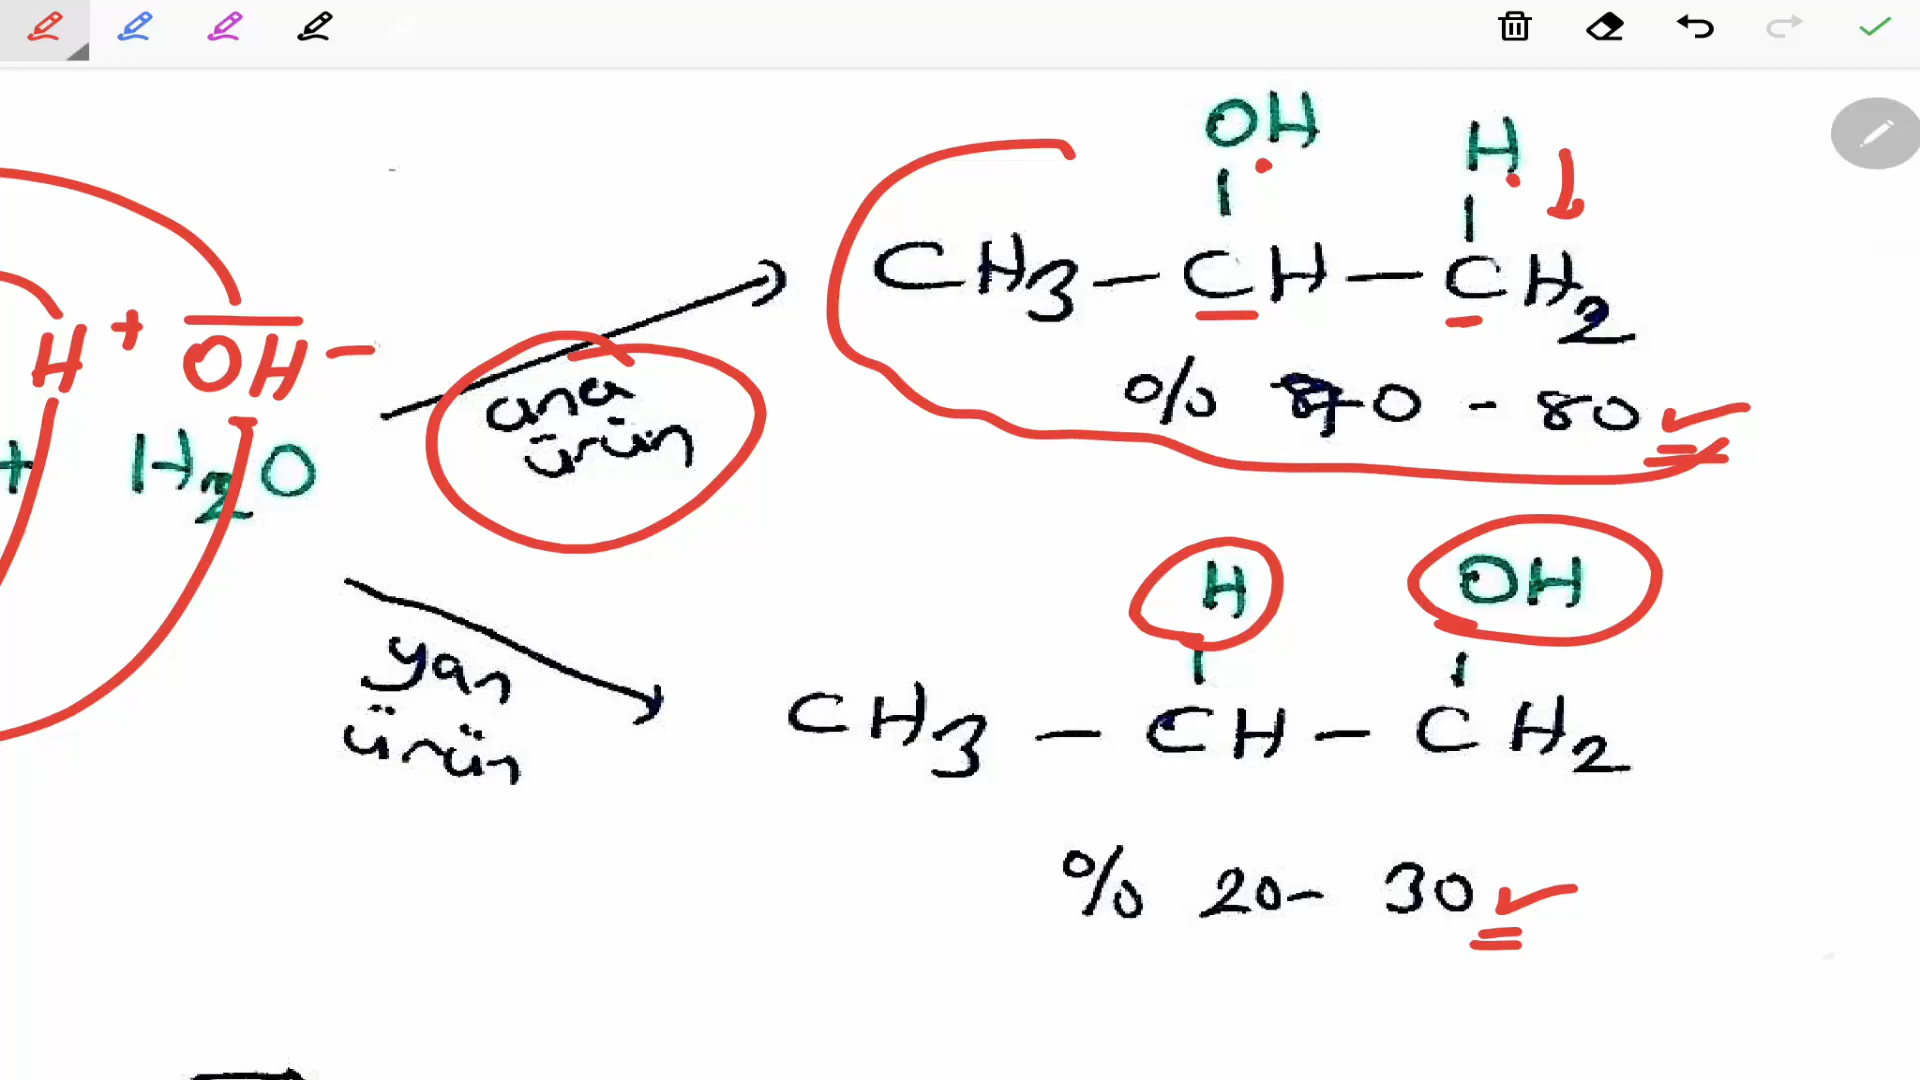 OH H
CH3 - CH - CH2
% 70 - 80
H + OH -
+ H2O
ana
ürün
H OH
CH3 - CH - CH2
yan
ürün
% 20 - 30